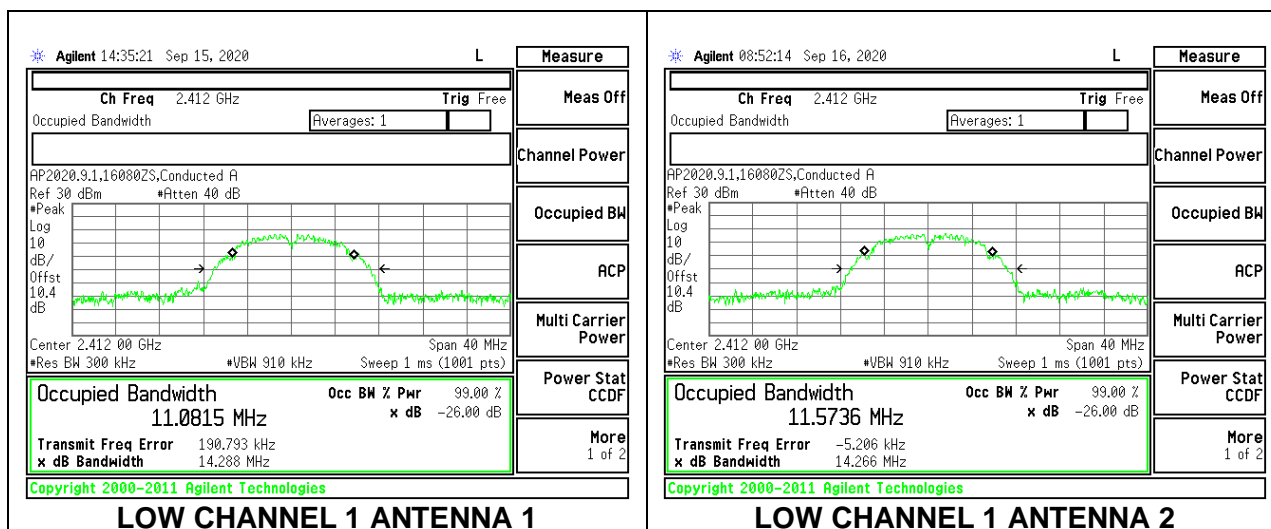 Agilent 14:35:21 Sep 15, 2020 L
Measure
Ch Freq 2.412 GHz Trig Free
Occupied Bandwidth Averages: 1
AP2020.9.1,16080ZS,Conducted A
Ref 30 dBm #Atten 40 dB
#Peak
Log
10
dB/
Offst
10.4
dB
Center 2.412 00 GHz Span 40 MHz
#Res BW 300 kHz #VBW 910 kHz Sweep 1 ms (1001 pts)
Occupied Bandwidth Occ BW % Pwr 99.00 %
11.0815 MHz x dB -26.00 dB
Transmit Freq Error 190.793 kHz
x dB Bandwidth 14.288 MHz
Copyright 2000-2011 Agilent Technologies
Meas Off
Channel Power
Occupied BW
ACP
Multi Carrier
Power
Power Stat
CCDF
More
1 of 2
LOW CHANNEL 1 ANTENNA 1
Agilent 08:52:14 Sep 16, 2020 L
Measure
Ch Freq 2.412 GHz Trig Free
Occupied Bandwidth Averages: 1
AP2020.9.1,16080ZS,Conducted A
Ref 30 dBm #Atten 40 dB
#Peak
Log
10
dB/
Offst
10.4
dB
Center 2.412 00 GHz Span 40 MHz
#Res BW 300 kHz #VBW 910 kHz Sweep 1 ms (1001 pts)
Occupied Bandwidth Occ BW % Pwr 99.00 %
11.5736 MHz x dB -26.00 dB
Transmit Freq Error -5.206 kHz
x dB Bandwidth 14.266 MHz
Copyright 2000-2011 Agilent Technologies
Meas Off
Channel Power
Occupied BW
ACP
Multi Carrier
Power
Power Stat
CCDF
More
1 of 2
LOW CHANNEL 1 ANTENNA 2